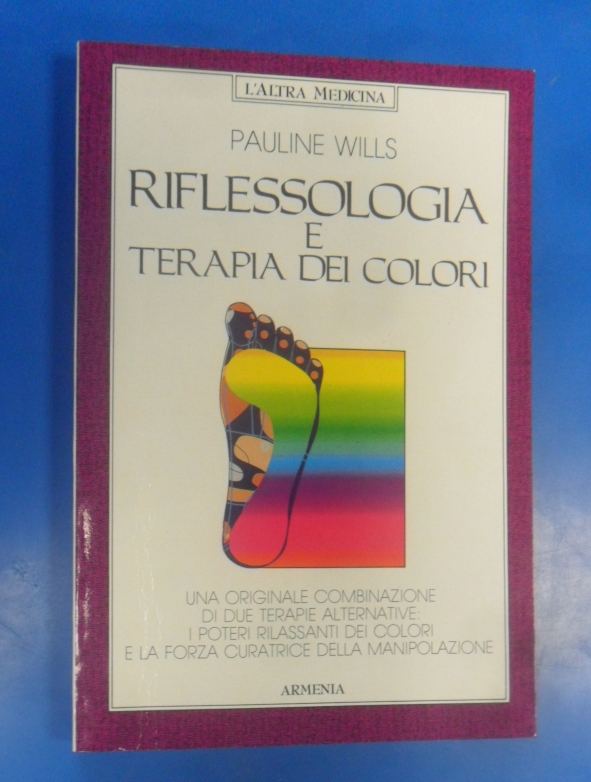 L'ALTRA MEDICINA
PAULINE WILLS
RIFLESSOLOGIA
E
TERAPIA DEI COLORI
UNA ORIGINALE COMBINAZIONE
DI DUE TERAPIE ALTERNATIVE:
I POTERI RILASSANTI DEI COLORI
E LA FORZA CURATRICE DELLA MANIPOLAZIONE
ARMENIA